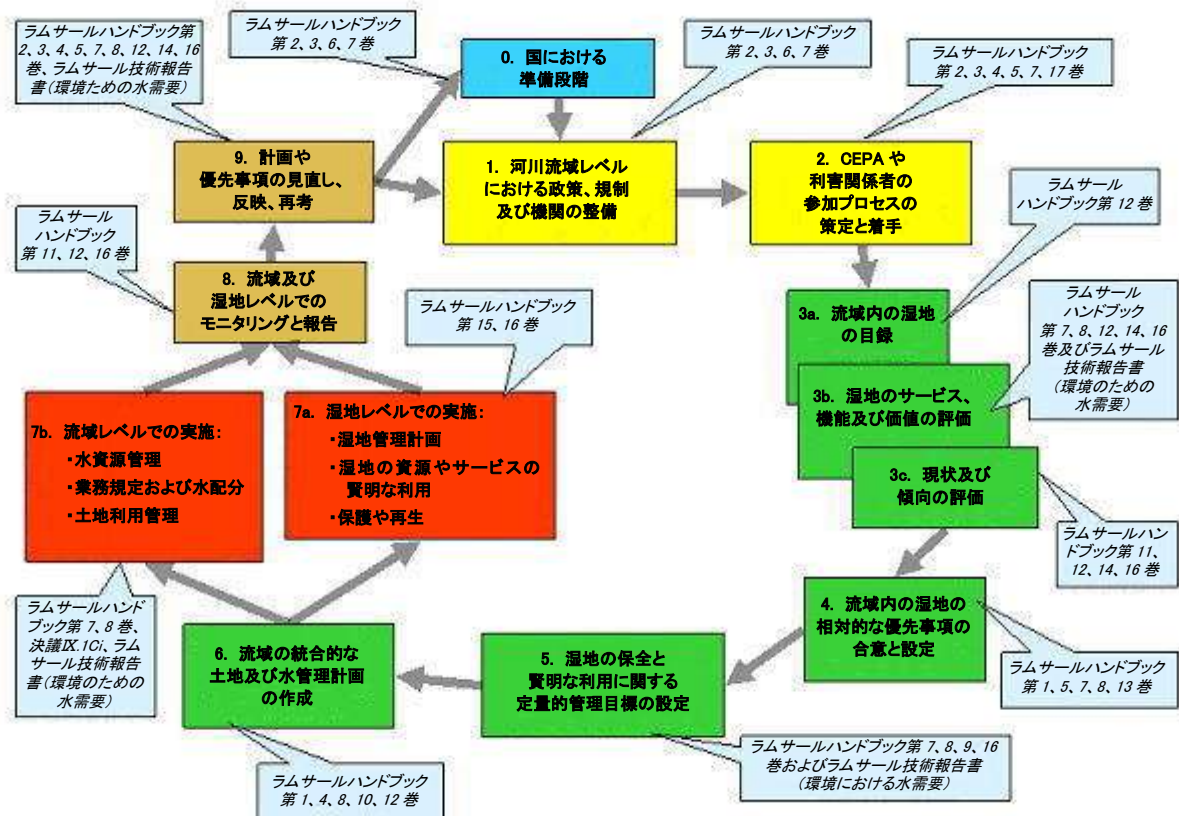 ラムサールハンドブック第
2、3、4、5、7、8、12、14、16
巻、ラムサール技術報告
書(環境ための水需要)
ラムサールハンドブック
第 2、3、6、7 巻
0. 国における
準備段階
ラムサールハンドブック
第 2、3、6、7 巻
ラムサールハンドブック
第 2、3、4、5、7、17 巻
9. 計画や
優先事項の見直し、
反映、再考
1. 河川流域レベル
における政策、規制
及び機関の整備
2. CEPA や
利害関係者の
参加プロセスの
策定と着手
ラムサール
ハンドブック第 12 巻
ラムサール
ハンドブック
第 11、12、16 巻
8. 流域及び
湿地レベルでの
モニタリングと報告
ラムサールハンドブック
第 15、16 巻
3a. 流域内の湿地
の目録
ラムサール
ハンドブック
第 7、8、12、14、16
巻及びラムサール
技術報告書
(環境のための
水需要)
3b. 湿地のサービス、
機能及び価値の評価
3c. 現状及び
傾向の評価
ラムサールハン
ドブック第 11、
12、14、16 巻
7b. 流域レベルでの実施:
・水資源管理
・業務規定および水配分
・土地利用管理
7a. 湿地レベルでの実施:
・湿地管理計画
・湿地の資源やサービスの
賢明な利用
・保護や再生
ラムサールハンド
ブック第 7、8 巻、
決議Ⅸ.1Ci、ラム
サール技術報告
書(環境のための
水需要)
6. 流域の統合的な
土地及び水管理計画
の作成
5. 湿地の保全と
賢明な利用に関する
定量的管理目標の設定
4. 流域内の湿地の
相対的な優先事項の
合意と設定
ラムサールハンドブック
第 1、5、7、8、13 巻
ラムサールハンドブック第 7、8、9、16
巻およびラムサール技術報告書
(環境における水需要)
ラムサールハンドブック
第 1、4、8、10、12 巻